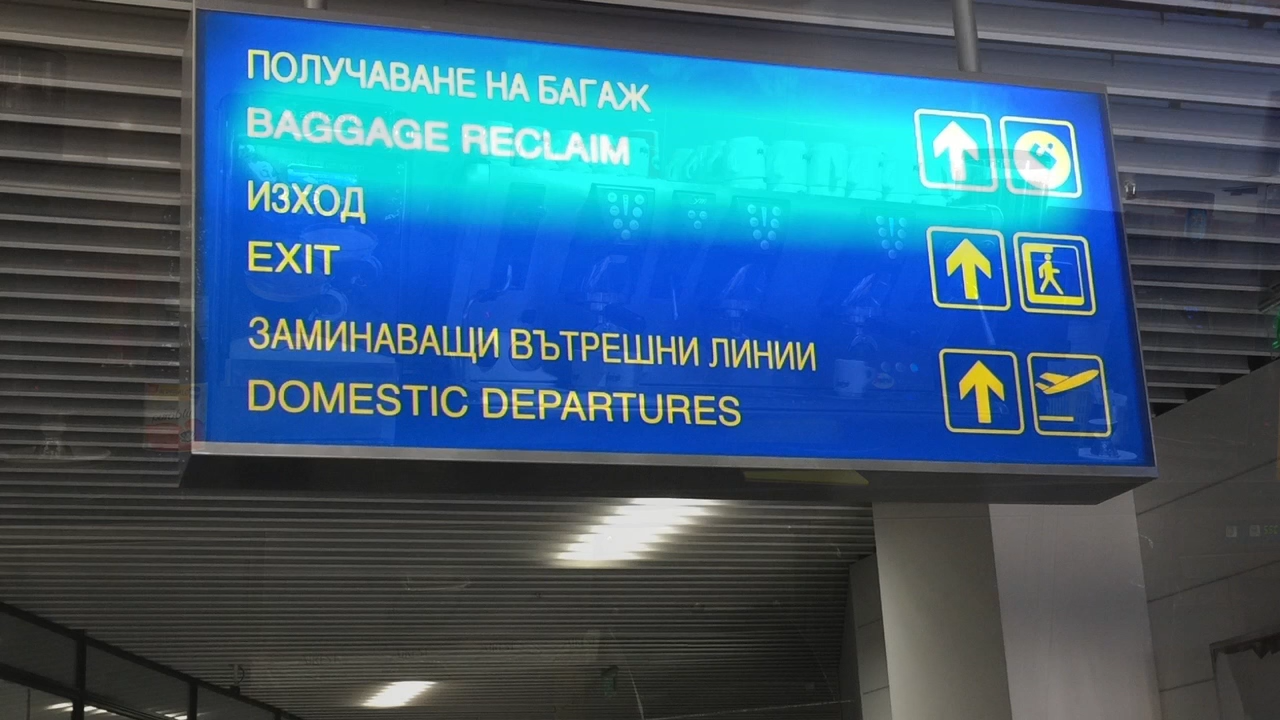 ПОЛУЧАВАНЕ НА БАГАЖ
BAGGAGE RECLAIM
ИЗХОД
EXIT
ЗАМИНАВАЩИ ВЪТРЕШНИ ЛИНИИ
DOMESTIC DEPARTURES